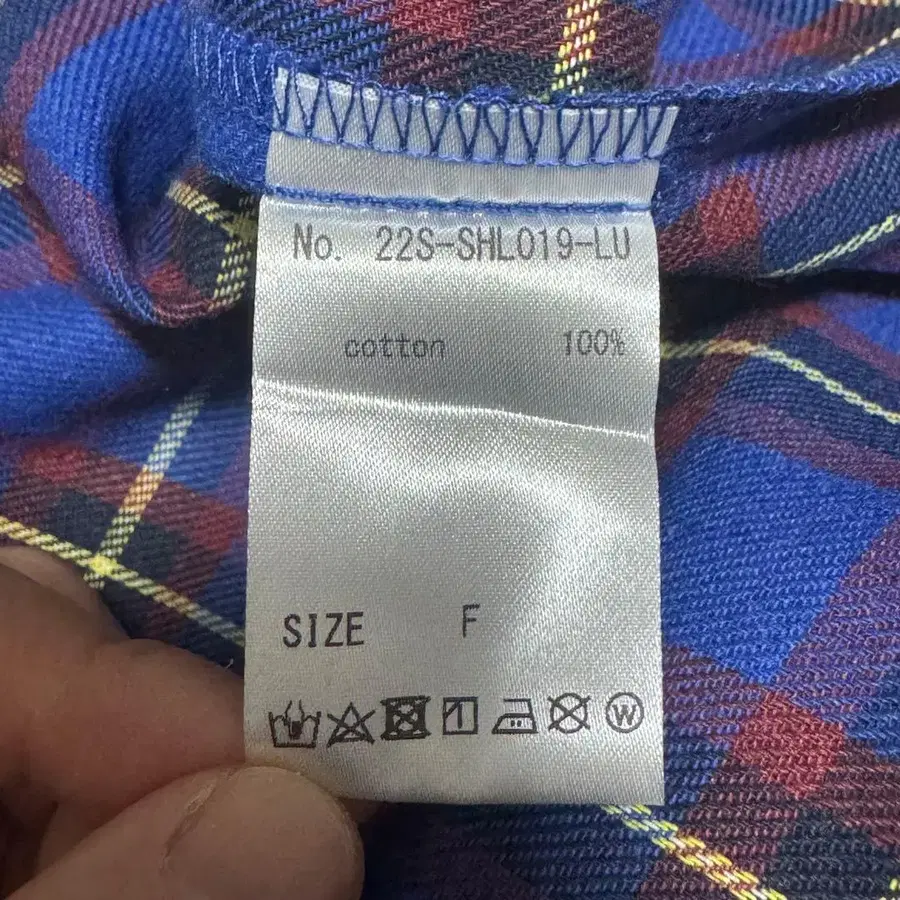 No. 22S-SHL019-LU
cotton 100%
SIZE F
W